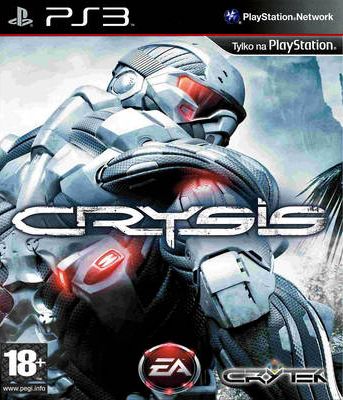 PS3
PlayStation®Network
Tylko na PlayStation®
CRYSIS
18+
www.pegi.info
EA
CRYTEK